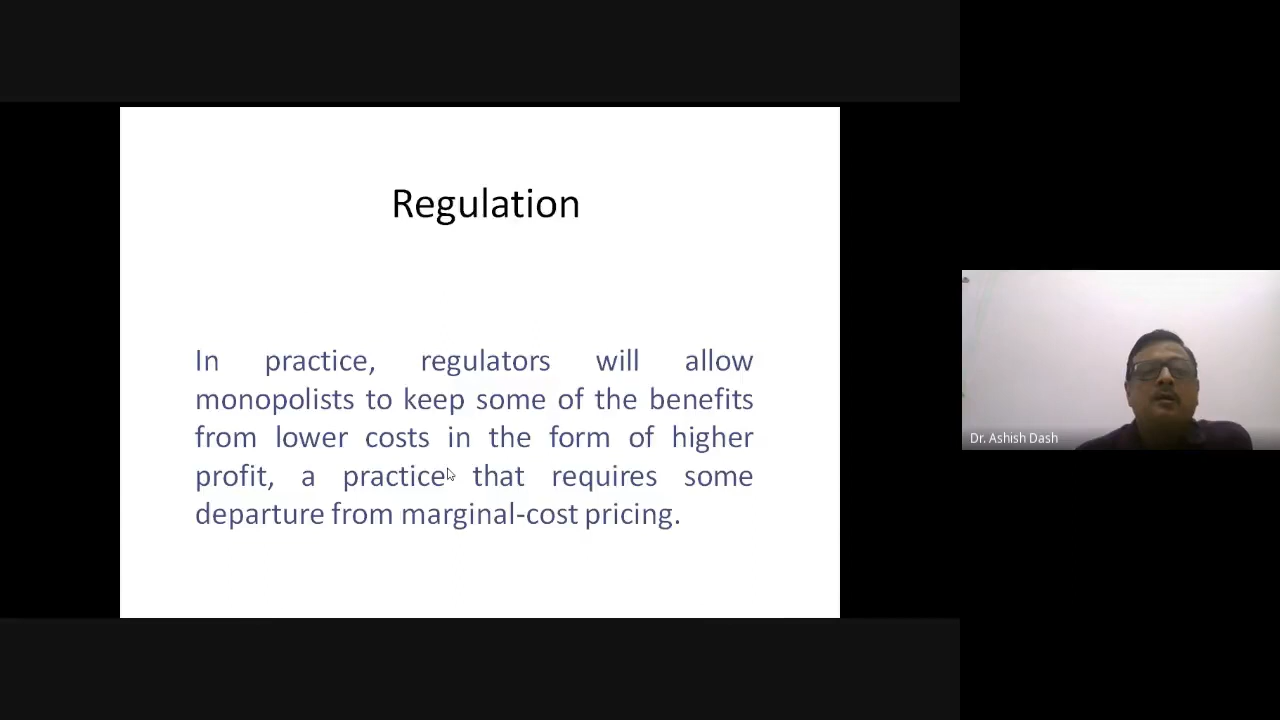 Regulation
In practice, regulators will allow
monopolists to keep some of the benefits
from lower costs in the form of higher
profit, a practice that requires some
departure from marginal-cost pricing.
Dr. Ashish Dash